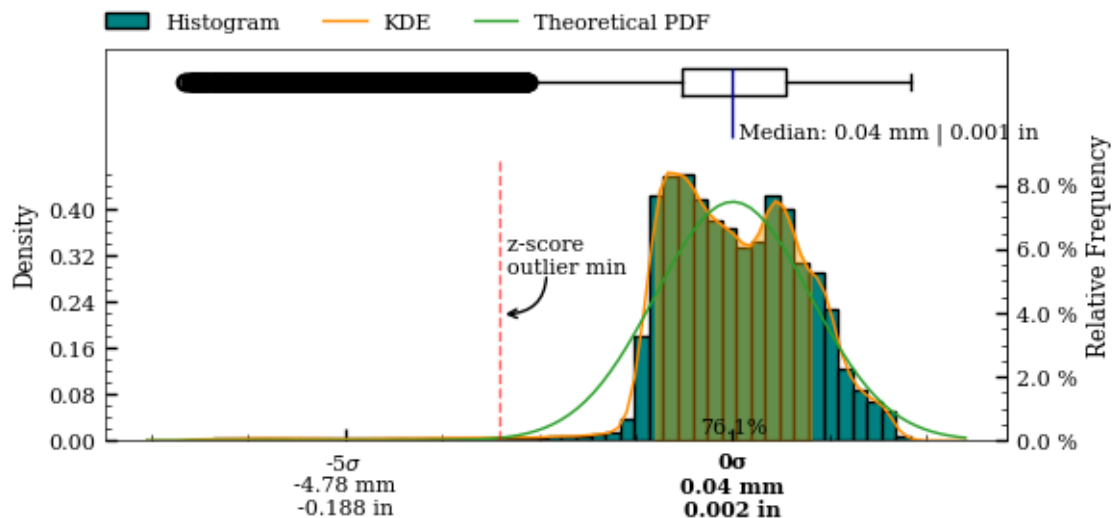 Histogram KDE Theoretical PDF
Median: 0.04 mm | 0.001 in
Density
0.40
0.32
0.24
0.16
0.08
0.00
z-score
outlier min
76.1%
8.0 %
6.0 %
4.0 %
2.0 %
0.0 %
Relative Frequency
-5σ
-4.78 mm
-0.188 in
0σ
0.04 mm
0.002 in